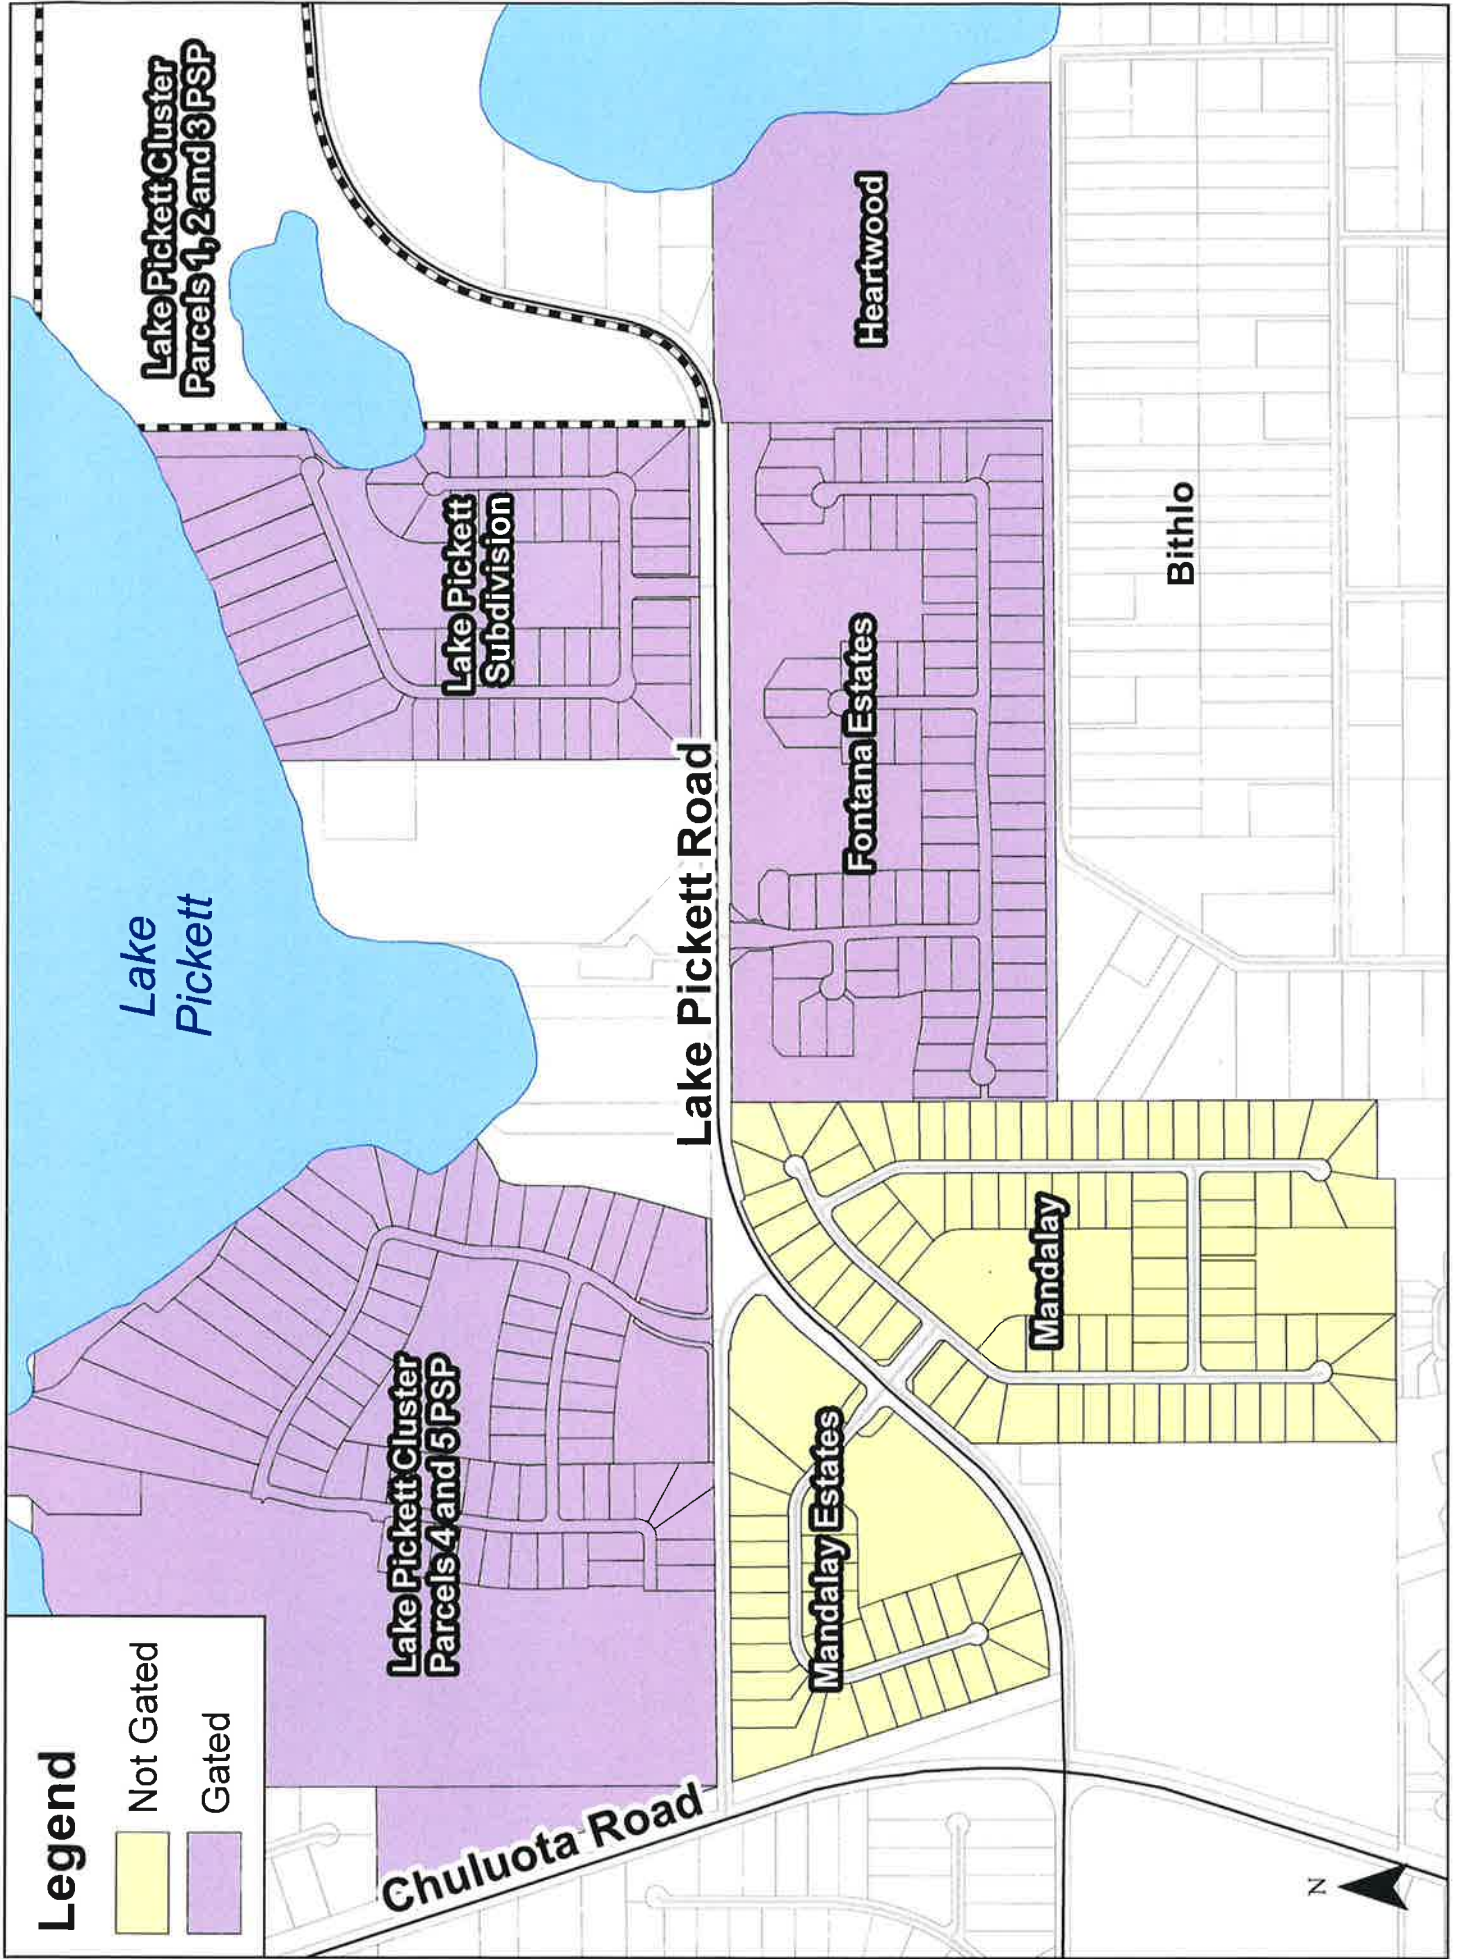 Legend
Not Gated
Gated
Lake
Pickett
Lake Pickett Cluster
Parcels 1, 2 and 3 PSP
Lake Pickett Cluster
Parcels 4 and 5 PSP
Lake Pickett
Subdivision
Lake Pickett Road
Chuluota Road
Mandalay Estates
Mandalay
Fontana Estates
Heartwood
Bithlo
N